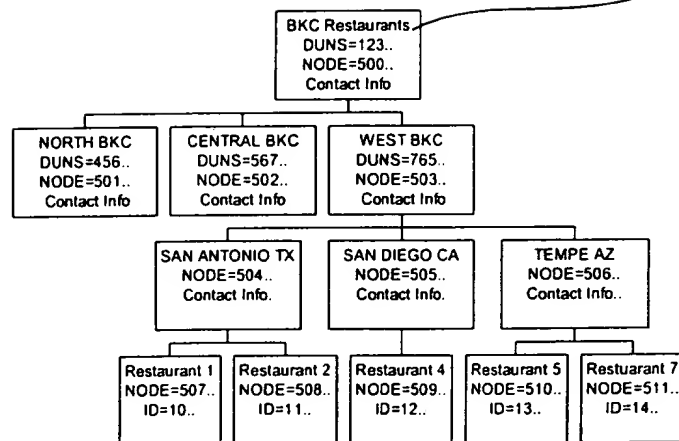 BKC Restaurants
DUNS=123..
NODE=500..
Contact Info
NORTH BKC
DUNS=456..
NODE=501..
Contact Info
CENTRAL BKC
DUNS=567..
NODE=502..
Contact Info
WEST BKC
DUNS=765..
NODE=503..
Contact Info
SAN ANTONIO TX
NODE=504..
Contact Info.
SAN DIEGO CA
NODE=505..
Contact Info.
TEMPE AZ
NODE=506..
Contact Info..
Restaurant 1
NODE=507..
ID=10..
Restaurant 2
NODE=508..
ID=11..
Restaurant 4
NODE=509..
ID=12..
Restaurant 5
NODE=510..
ID=13..
Restuarant 7
NODE=511..
ID=14..